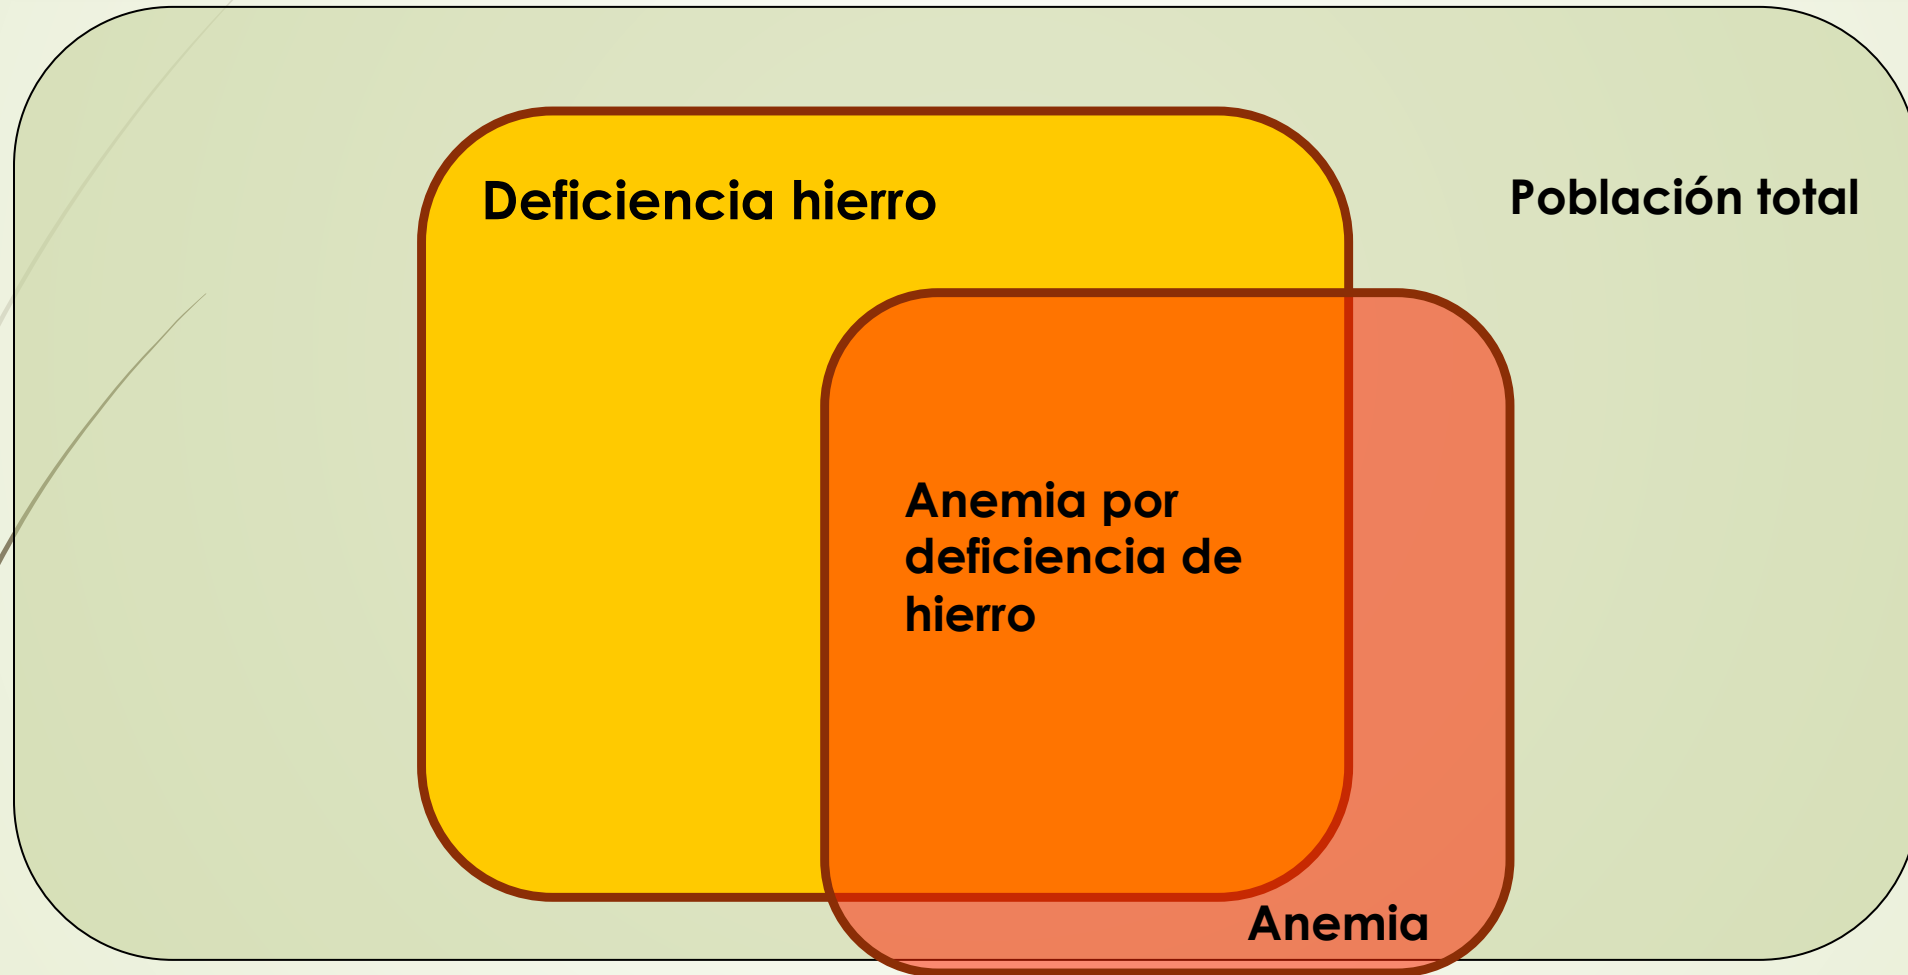 Deficiencia hierro
Población total
Anemia por
deficiencia de
hierro
Anemia